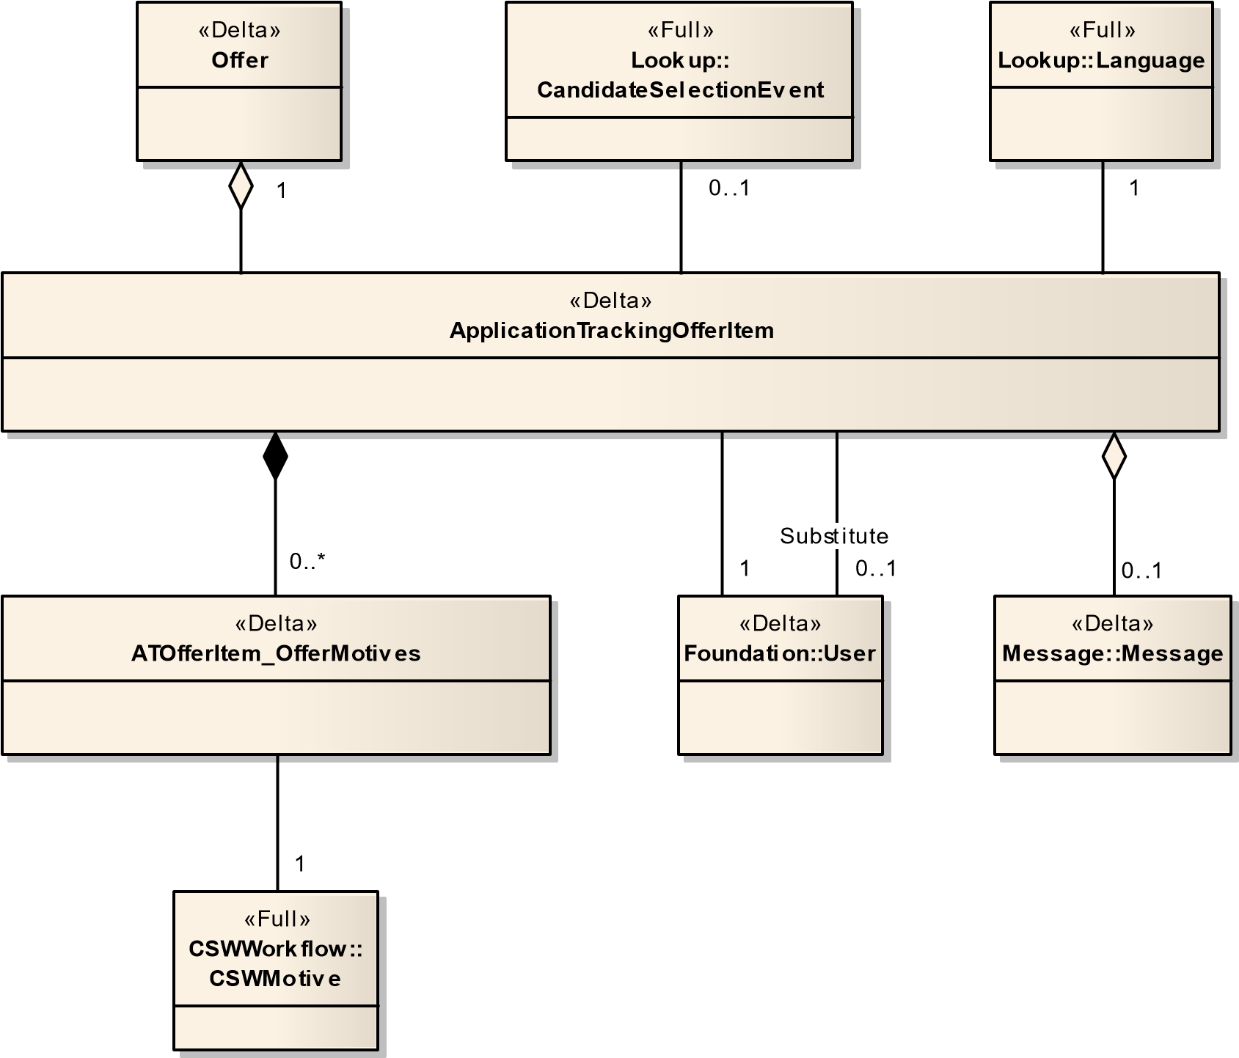 «Delta»
Offer
«Full»
Lookup::
CandidateSelectionEvent
«Full»
Lookup::Language
1
0..1
1
«Delta»
ApplicationTrackingOfferItem
Substitute
0..*
1
0..1
0..1
«Delta»
ATOfferItem_OfferMotives
«Delta»
Foundation::User
«Delta»
Message::Message
1
«Full»
CSWWorkflow::
CSWMotive